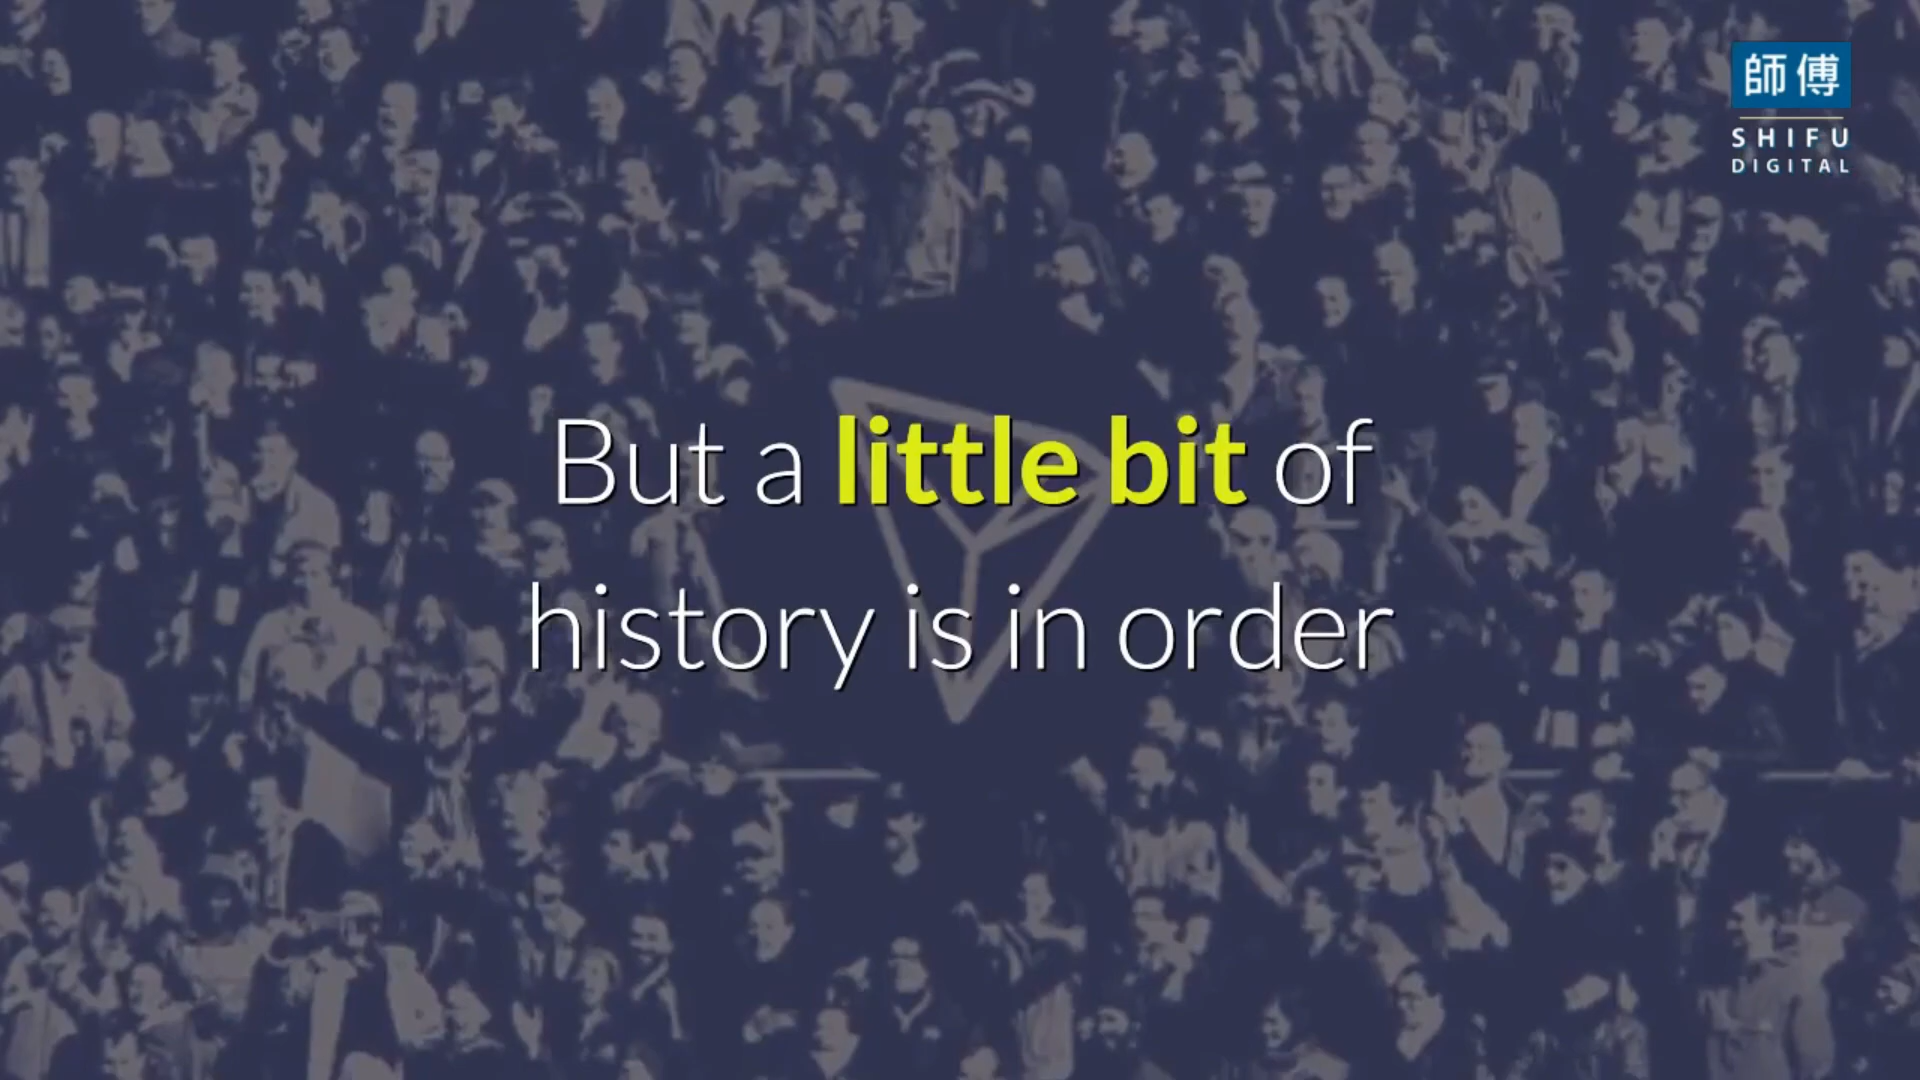 師傅
SHIFU
DIGITAL
But a little bit of
history is in order